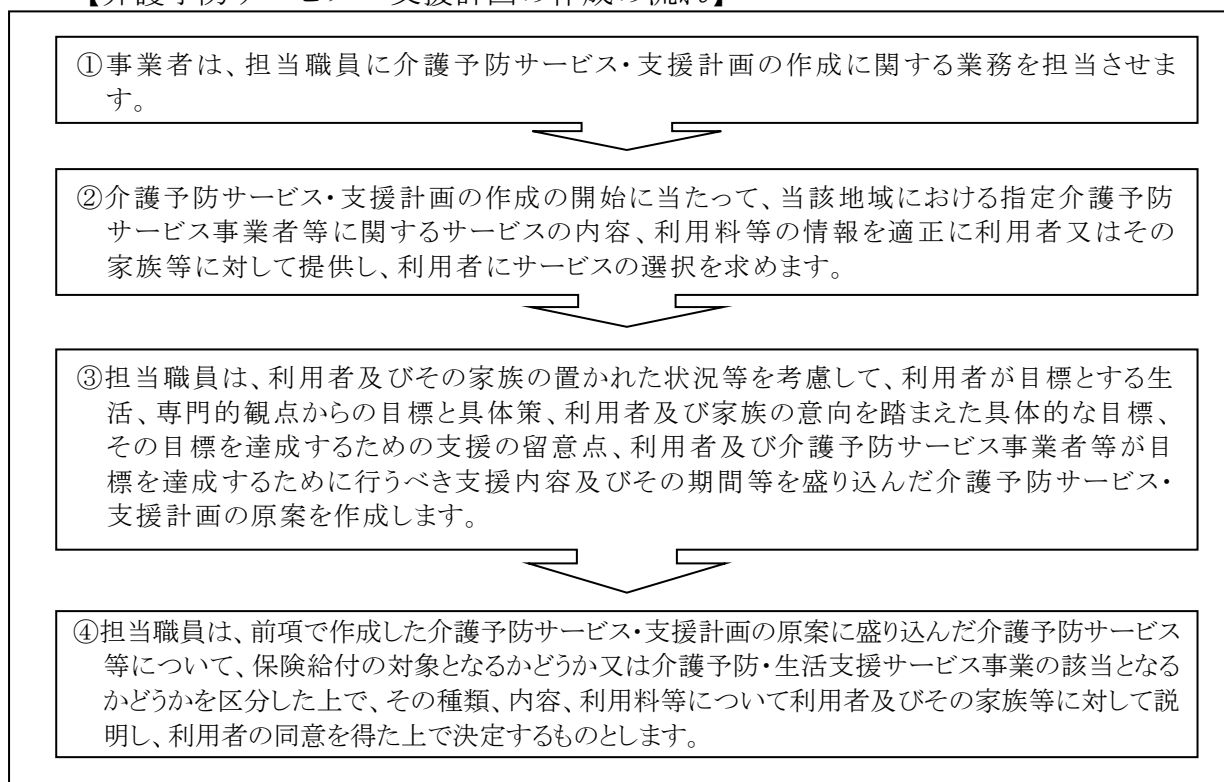 ①事業者は、担当職員に介護予防サービス・支援計画の作成に関する業務を担当させま
す。
②介護予防サービス・支援計画の作成の開始に当たって、当該地域における指定介護予防
サービス事業者等に関するサービスの内容、利用料等の情報を適正に利用者又はその
家族等に対して提供し、利用者にサービスの選択を求めます。
③担当職員は、利用者及びその家族の置かれた状況等を考慮して、利用者が目標とする生
活、専門的観点からの目標と具体策、利用者及び家族の意向を踏まえた具体的な目標、
その目標を達成するための支援の留意点、利用者及び介護予防サービス事業者等が目
標を達成するために行うべき支援内容及びその期間等を盛り込んだ介護予防サービス・
支援計画の原案を作成します。
④担当職員は、前項で作成した介護予防サービス・支援計画の原案に盛り込んだ介護予防サービス
等について、保険給付の対象となるかどうか又は介護予防・生活支援サービス事業の該当となる
かどうかを区分した上で、その種類、内容、利用料等について利用者及びその家族等に対して説
明し、利用者の同意を得た上で決定するものとします。